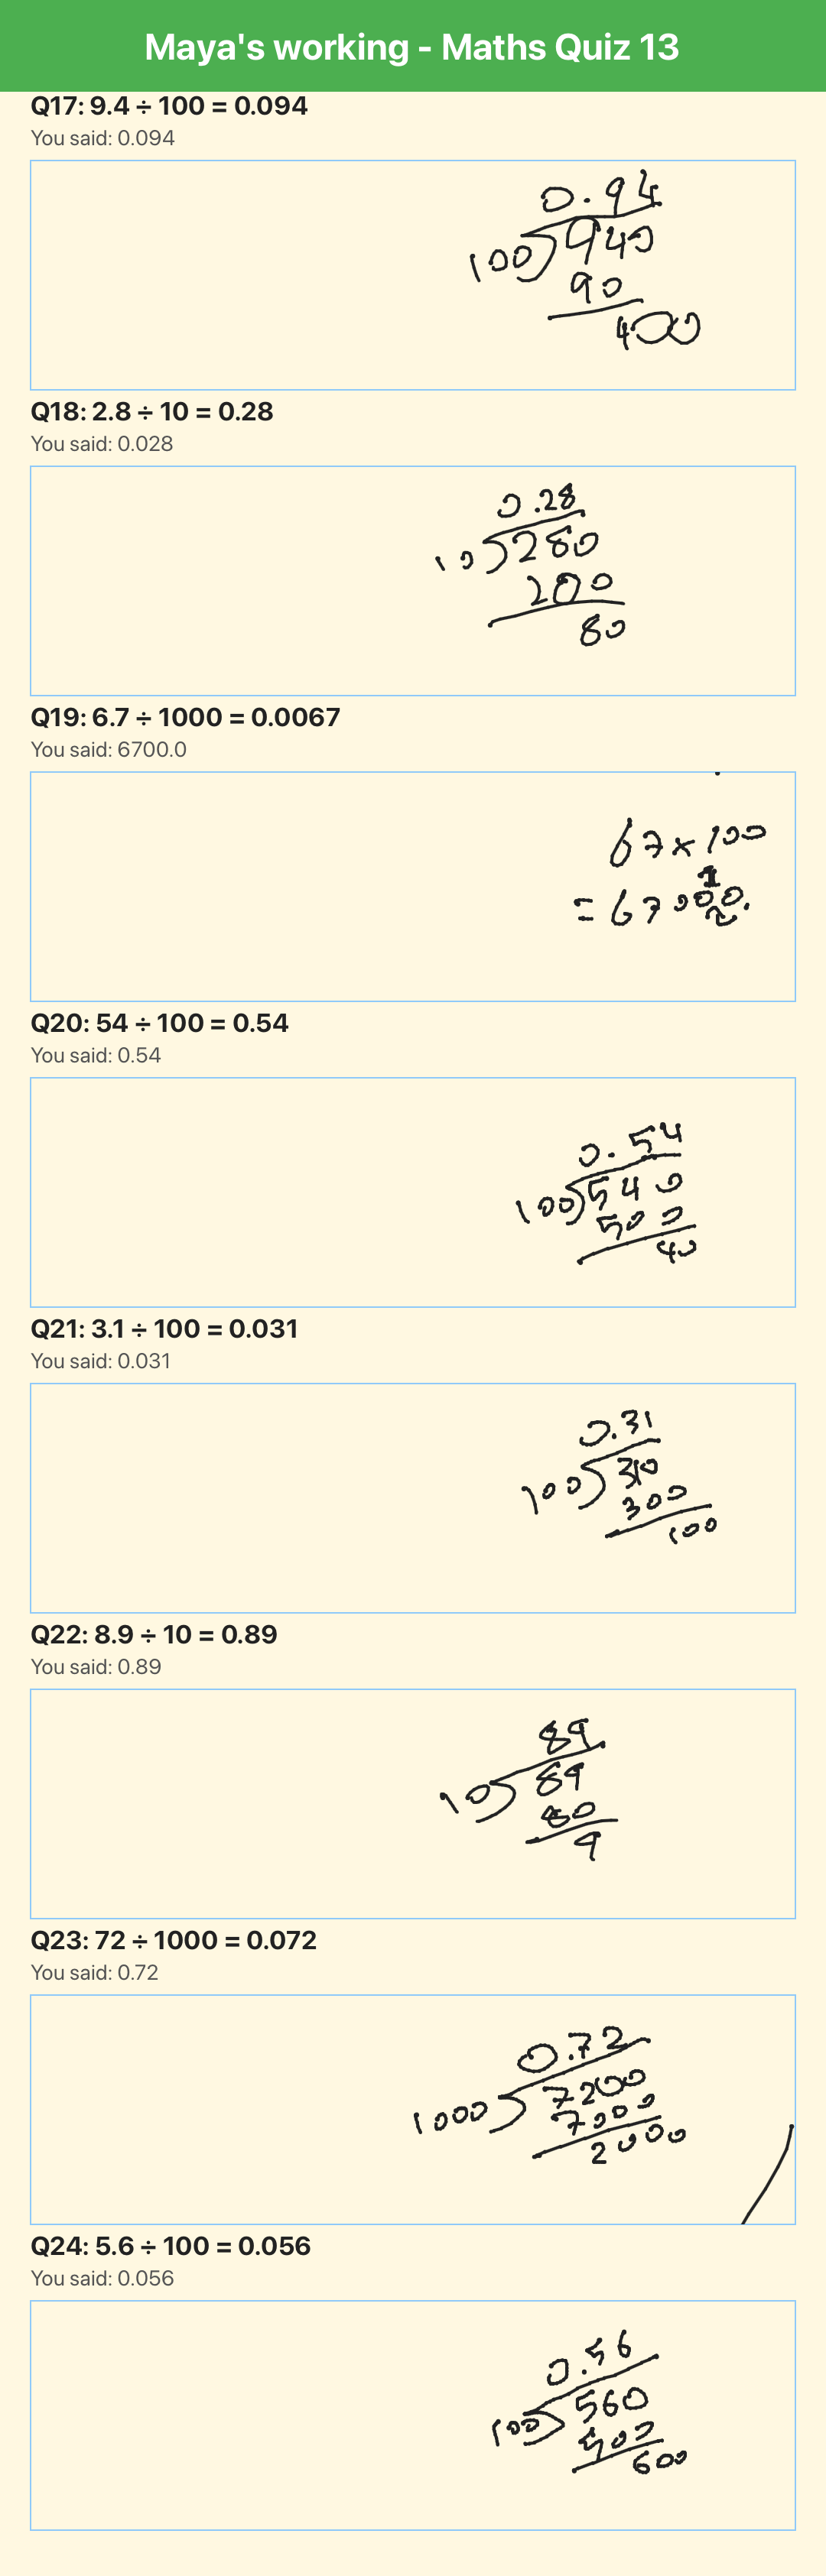 Maya's working - Maths Quiz 13
Q17: 9.4 ÷ 100 = 0.094
You said: 0.094
0.94
100)940
90
400
Q18: 2.8 ÷ 10 = 0.28
You said: 0.028
0.28
10)280
200
80
Q19: 6.7 ÷ 1000 = 0.0067
You said: 6700.0
67×100
Q20: 54 ÷ 100 = 0.54
You said: 0.54
0.54
100)540
500
40
Q21: 3.1 ÷ 100 = 0.031
You said: 0.031
0.31
100)310
300
100
Q22: 8.9 ÷ 10 = 0.89
You said: 0.89
89
10)89
80
9
Q23: 72 ÷ 1000 = 0.072
You said: 0.72
0.72
1000)7200
7000
2000
Q24: 5.6 ÷ 100 = 0.056
You said: 0.056
0.56
100)560
500
600